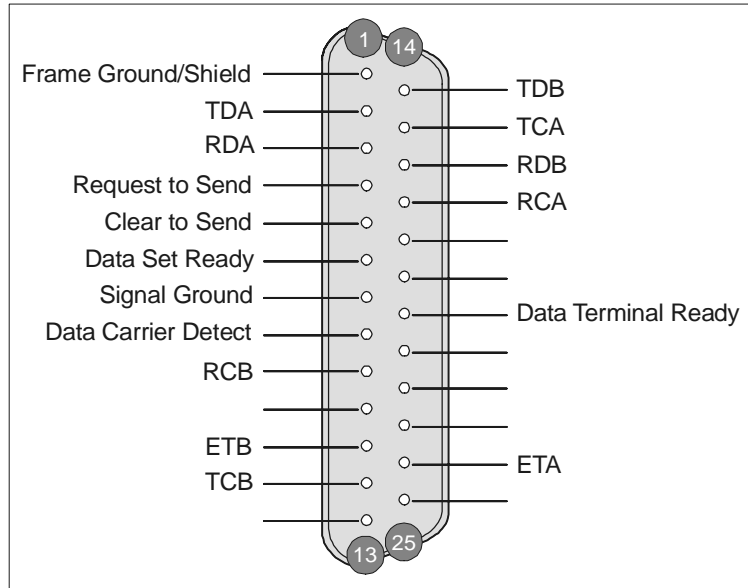 1
14
Frame Ground/Shield
TDB
TDA
TCA
RDA
RDB
Request to Send
RCA
Clear to Send
Data Set Ready
Signal Ground
Data Terminal Ready
Data Carrier Detect
RCB
ETB
ETA
TCB
13
25